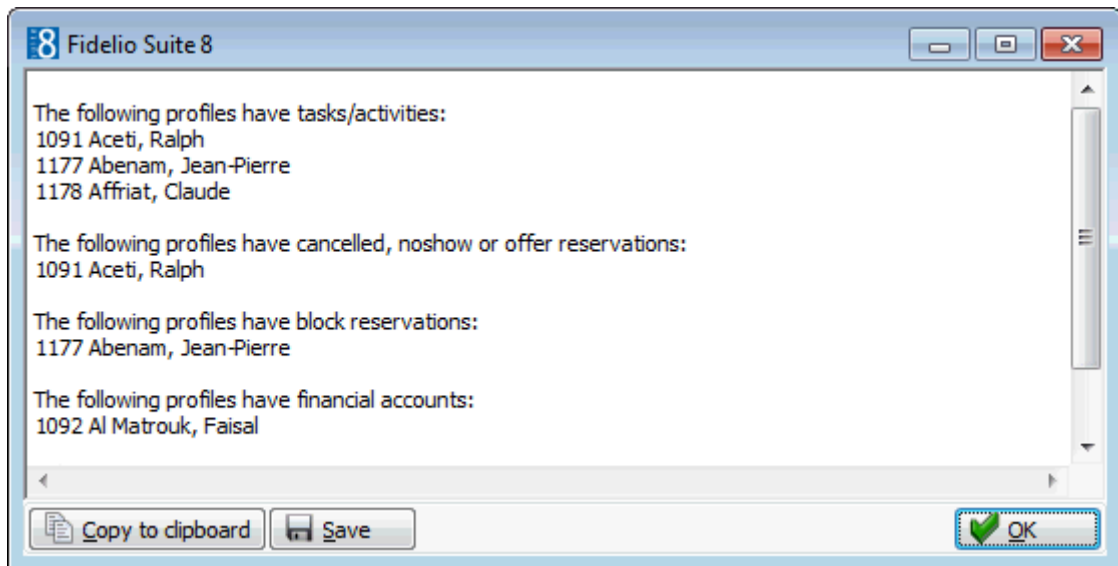 8 Fidelio Suite 8
The following profiles have tasks/activities:
1091 Aceti, Ralph
1177 Abenam, Jean-Pierre
1178 Affriat, Claude
The following profiles have cancelled, noshow or offer reservations:
1091 Aceti, Ralph
The following profiles have block reservations:
1177 Abenam, Jean-Pierre
The following profiles have financial accounts:
1092 Al Matrouk, Faisal
Copy to clipboard Save OK